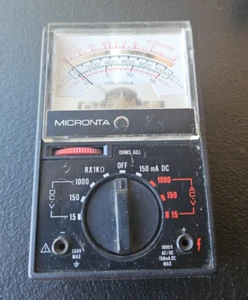 MICRONTA
OHMS ADJ.
RX1KΩ OFF 150 mA DC
1000 1000
DCV 150 150 ACV
15 15
500V MAX
1000V AC/DC 150mA DC MAX